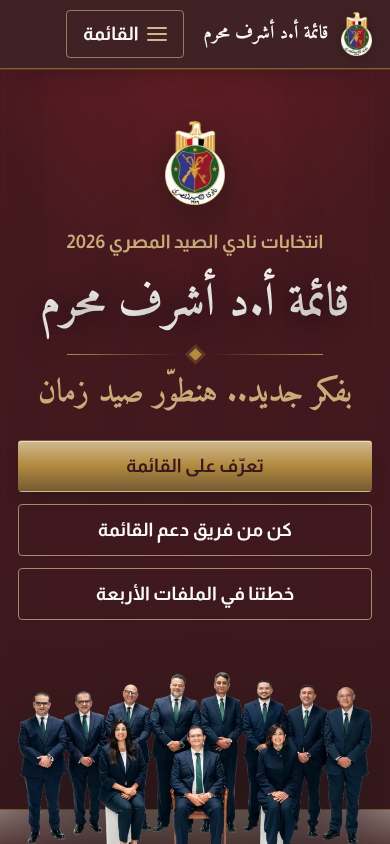 قائمة أ.د أشرف محرم
القائمة
انتخابات نادي الصيد المصري 2026
قائمة أ.د أشرف محرم
بفكر جديد.. هنطوّر صيد زمان
تعرّف على القائمة
كن من فريق دعم القائمة
خطتنا في الملفات الأربعة